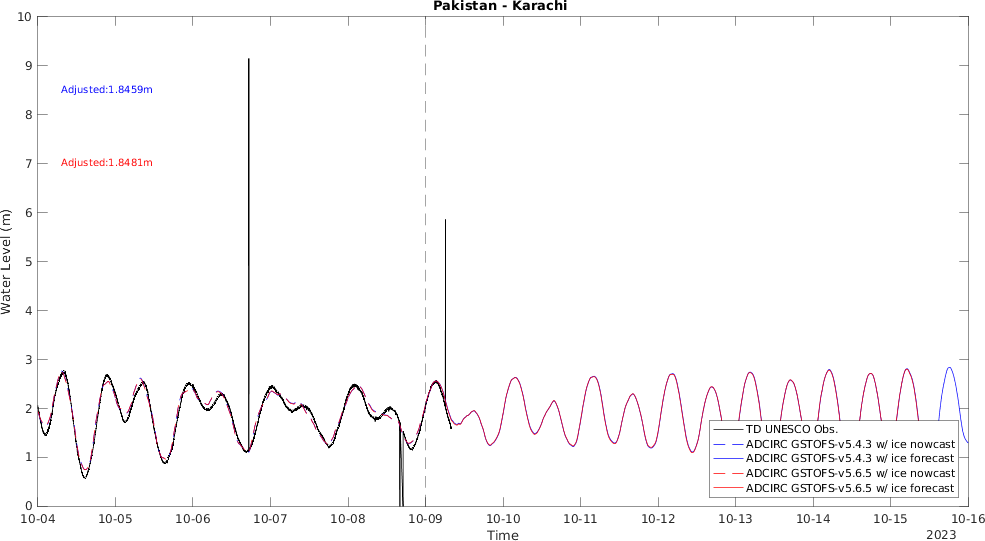 Pakistan - Karachi
10
9
8
7
6
5
4
3
2
1
0
Water Level (m)
Adjusted:1.8459m
Adjusted:1.8481m
TD UNESCO Obs.
ADCIRC GSTOFS-v5.4.3 w/ ice nowcast
ADCIRC GSTOFS-v5.4.3 w/ ice forecast
ADCIRC GSTOFS-v5.6.5 w/ ice nowcast
ADCIRC GSTOFS-v5.6.5 w/ ice forecast
10-04 10-05 10-06 10-07 10-08 10-09 10-10 10-11 10-12 10-13 10-14 10-15 10-16
Time
2023